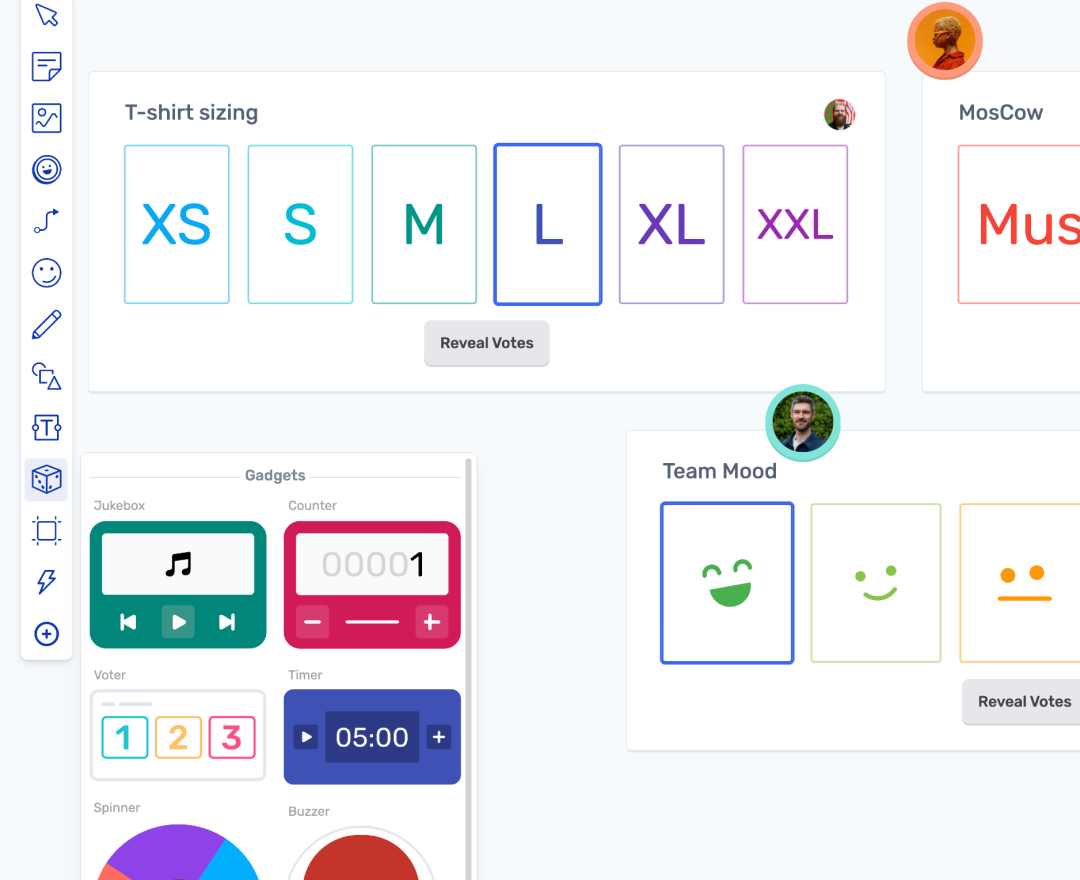 T-shirt sizing
XS S M L XL XXL
Reveal Votes
MosCow
Mus
Team Mood
Reveal Votes
Gadgets
Jukebox Counter
00001
Voter Timer
1 2 3
05:00
Spinner Buzzer
T